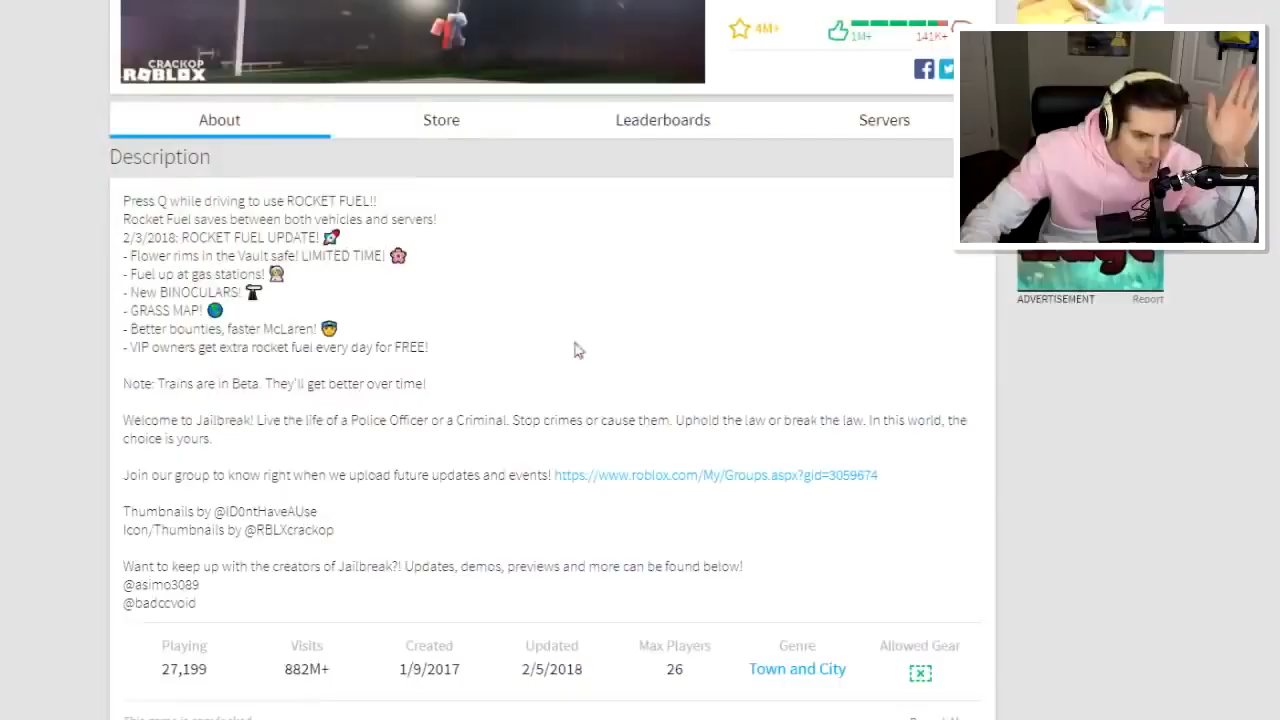 CRACKOP
ROBLOX
4M+
1M+
141K+
About
Store
Leaderboards
Servers
Description
Press Q while driving to use ROCKET FUEL!!
Rocket Fuel saves between both vehicles and servers!
2/3/2018: ROCKET FUEL UPDATE! 🚀
- Flower rims in the Vault safe! LIMITED TIME! 🌸
- Fuel up at gas stations!
- New BINOCULARS!
- GRASS MAP! 🌎
- Better bounties, faster McLaren! 👮
- VIP owners get extra rocket fuel every day for FREE!
Note: Trains are in Beta. They'll get better over time!
Welcome to Jailbreak! Live the life of a Police Officer or a Criminal. Stop crimes or cause them. Uphold the law or break the law. In this world, the
choice is yours.
Join our group to know right when we upload future updates and events! https://www.roblox.com/My/Groups.aspx?gid=3059674
Thumbnails by @ID0ntHaveAUse
Icon/Thumbnails by @RBLXcrackop
Want to keep up with the creators of Jailbreak?! Updates, demos, previews and more can be found below!
@asimo3089
@badccvoid
Playing
Visits
Created
Updated
Max Players
Genre
Allowed Gear
27,199
882M+
1/9/2017
2/5/2018
26
Town and City
ADVERTISEMENT
Report